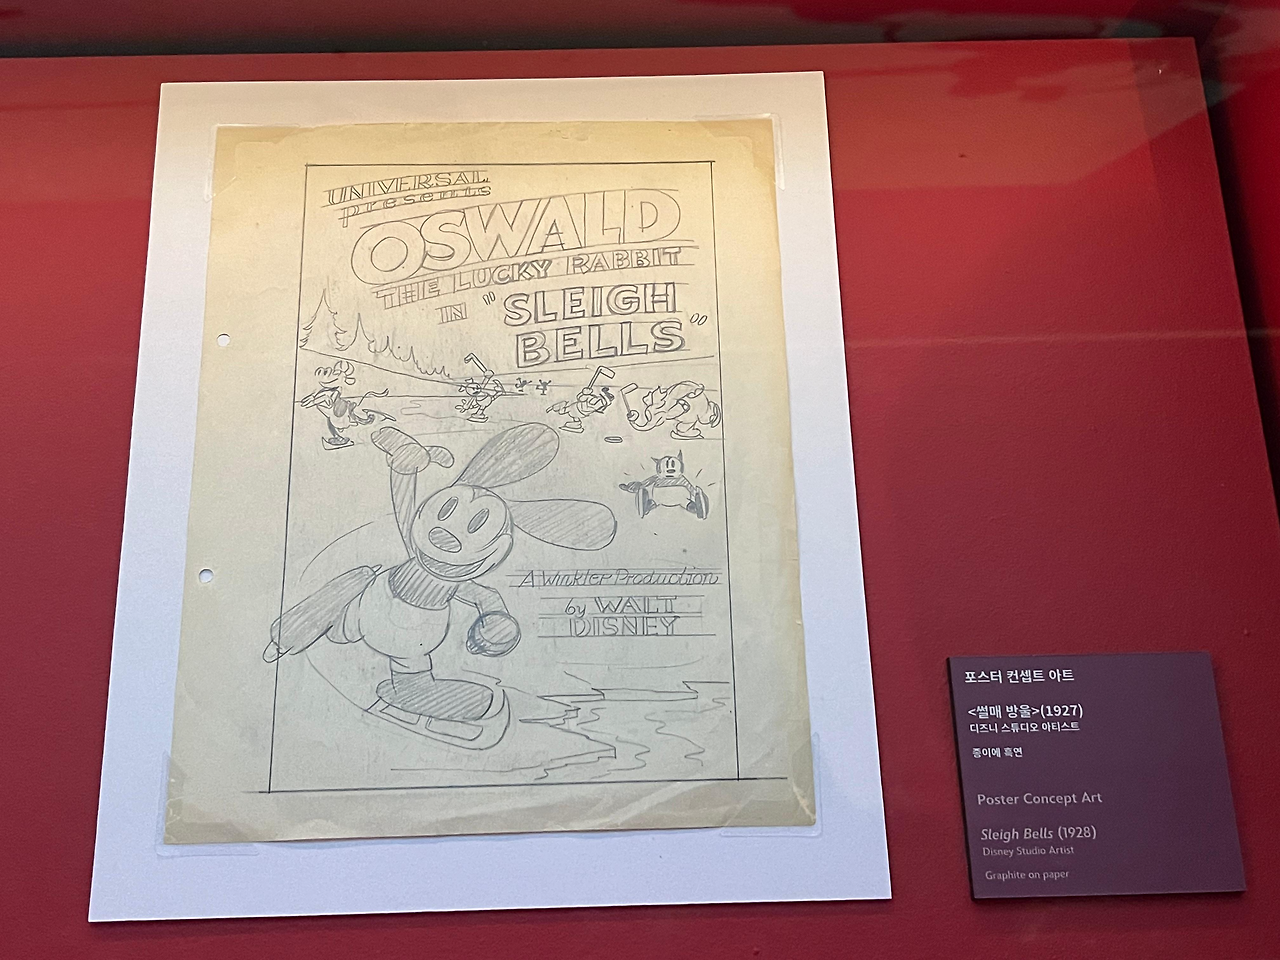 UNIVERSAL
presents
OSWALD
THE LUCKY RABBIT
IN "SLEIGH
BELLS"
A Winkler Production
by WALT
DISNEY
포스터 컨셉트 아트
<썰매 방울>(1927)
디즈니 스튜디오 아티스트
종이에 흑연
Poster Concept Art
Sleigh Bells (1928)
Disney Studio Artist
Graphite on paper